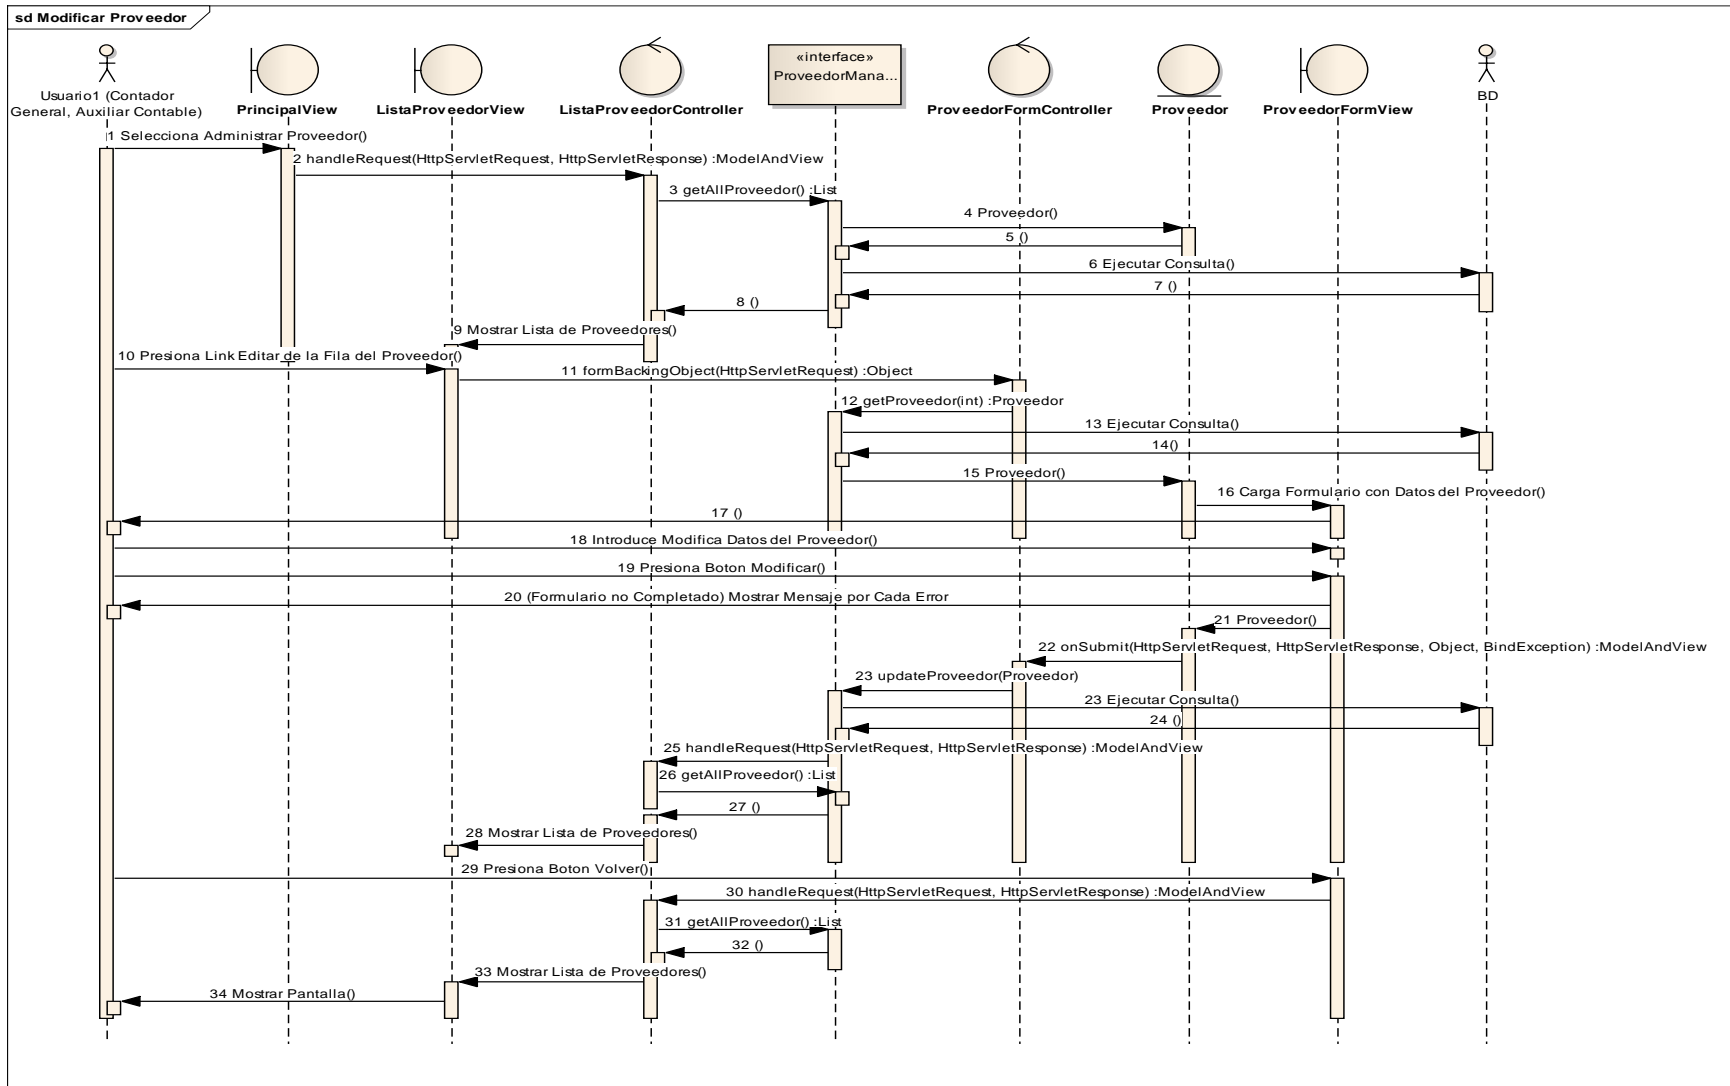 sd Modificar Proveedor
Usuario1 (Contador
General, Auxiliar Contable)
PrincipalView
ListaProveedorView
ListaProveedorController
«interface»
ProveedorMana...
ProveedorFormController
Proveedor
ProveedorFormView
BD
1 Selecciona Administrar Proveedor()
2 handleRequest(HttpServletRequest, HttpServletResponse) :ModelAndView
3 getAllProveedor() :List
4 Proveedor()
5 ()
6 Ejecutar Consulta()
7 ()
8 ()
9 Mostrar Lista de Proveedores()
10 Presiona Link Editar de la Fila del Proveedor()
11 formBackingObject(HttpServletRequest) :Object
12 getProveedor(int) :Proveedor
13 Ejecutar Consulta()
14()
15 Proveedor()
16 Carga Formulario con Datos del Proveedor()
17 ()
18 Introduce Modifica Datos del Proveedor()
19 Presiona Boton Modificar()
20 (Formulario no Completado) Mostrar Mensaje por Cada Error
21 Proveedor()
22 onSubmit(HttpServletRequest, HttpServletResponse, Object, BindException) :ModelAndView
23 updateProveedor(Proveedor)
23 Ejecutar Consulta()
24 ()
25 handleRequest(HttpServletRequest, HttpServletResponse) :ModelAndView
26 getAllProveedor() :List
27 ()
28 Mostrar Lista de Proveedores()
29 Presiona Boton Volver()
30 handleRequest(HttpServletRequest, HttpServletResponse) :ModelAndView
31 getAllProveedor() :List
32 ()
33 Mostrar Lista de Proveedores()
34 Mostrar Pantalla()